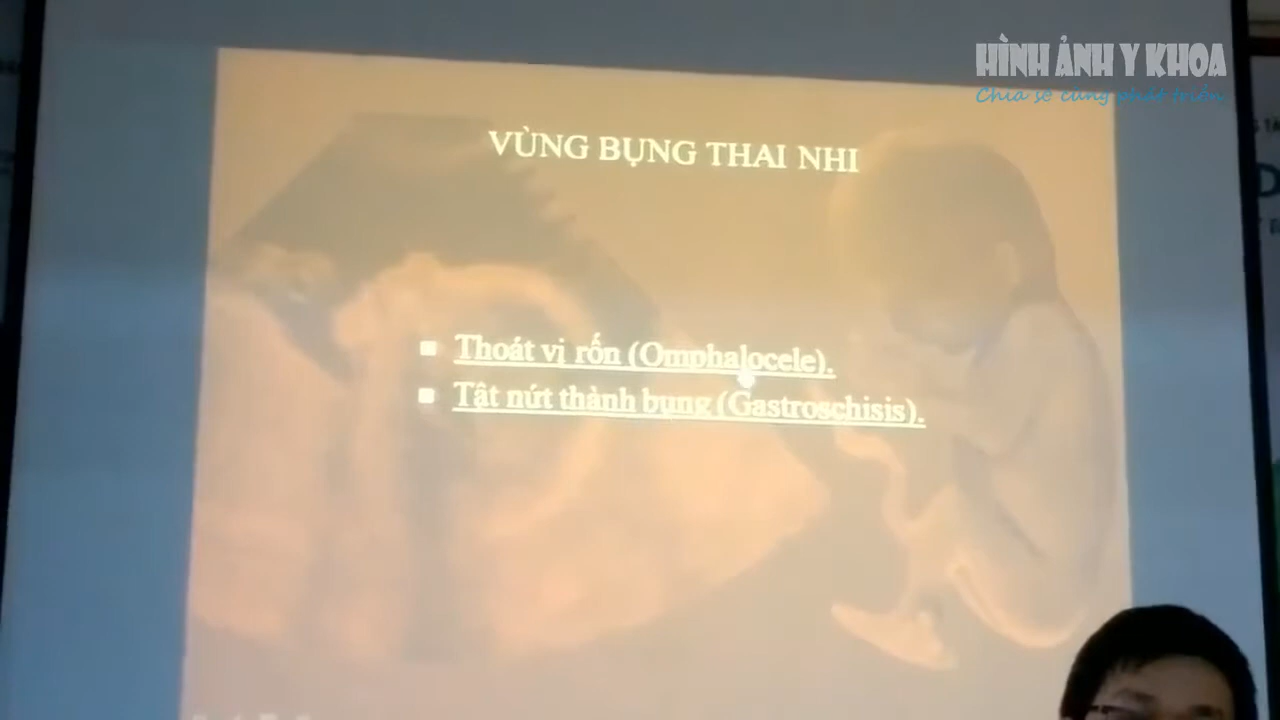 HÌNH ẢNH Y KHOA
Chia sẻ cùng phát triển
VÙNG BỤNG THAI NHI
Thoát vị rốn (Omphalocele).
Tật nứt thành bụng (Gastroschisis).